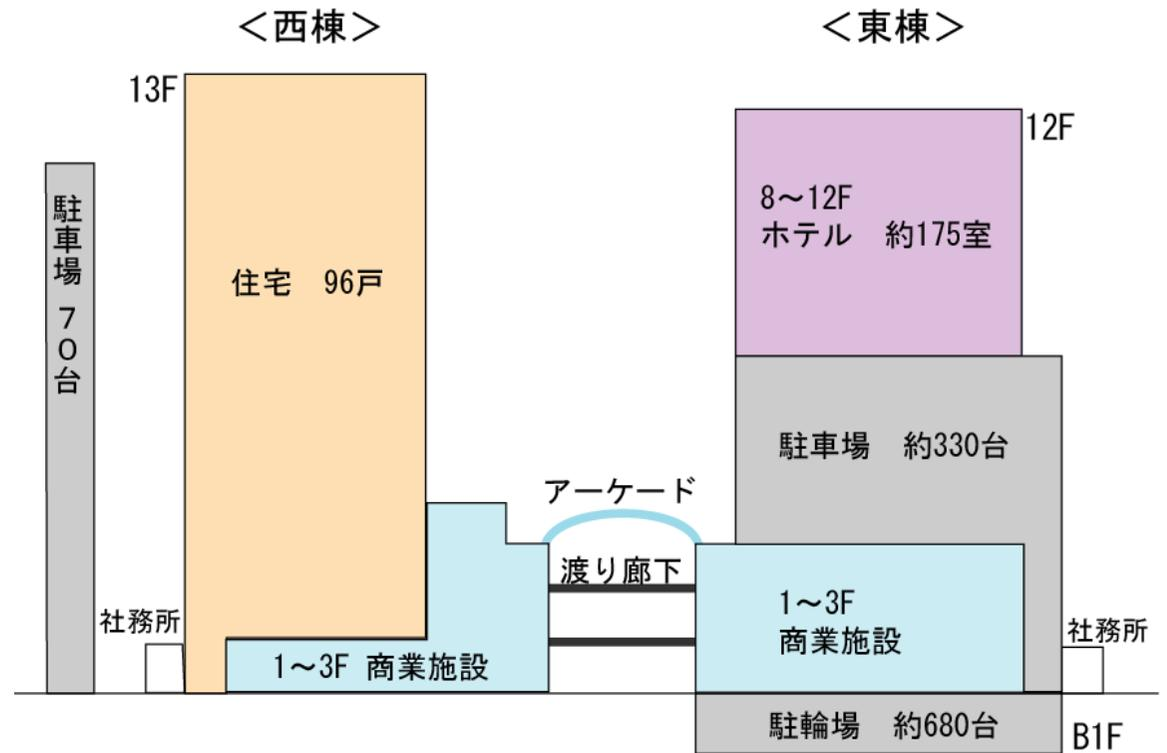 ＜西棟＞
＜東棟＞
13F
12F
駐車場 70台
8～12F
ホテル　約175室
住宅　96戸
駐車場　約330台
アーケード
渡り廊下
社務所
1～3F 商業施設
1～3F
商業施設
社務所
駐輪場　約680台
B1F